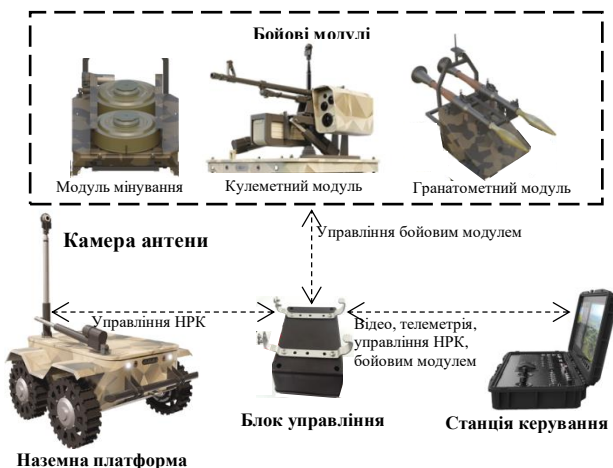 Бойові модулі
Модуль мінування
Кулеметний модуль
Гранатометний модуль
Камера антени
Управління бойовим модулем
Управління НРК
Відео, телеметрія,
управління НРК,
бойовим модулем
Блок управління
Станція керування
Наземна платформа